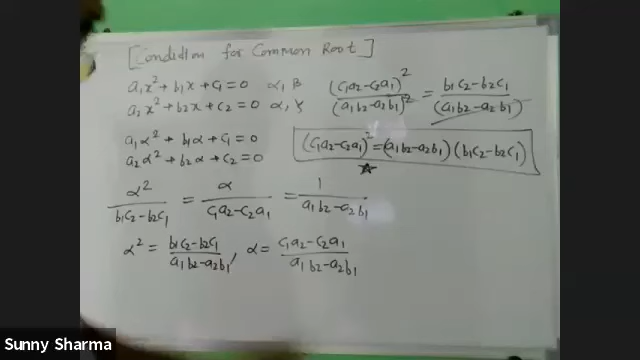 [Condition for Common Root]
a₁x² + b₁x + c₁ = 0 α, β
a₂x² + b₂x + c₂ = 0 α, γ
a₁α² + b₁α + c₁ = 0
a₂α² + b₂α + c₂ = 0
α² / (b₁c₂ - b₂c₁) = α / (c₁a₂ - c₂a₁) = 1 / (a₁b₂ - a₂b₁)
α² = (b₁c₂ - b₂c₁) / (a₁b₂ - a₂b₁), α = (c₁a₂ - c₂a₁) / (a₁b₂ - a₂b₁)
(c₁a₂ - c₂a₁)² / (a₁b₂ - a₂b₁)² = (b₁c₂ - b₂c₁) / (a₁b₂ - a₂b₁)
(c₁a₂ - c₂a₁)² = (a₁b₂ - a₂b₁)(b₁c₂ - b₂c₁)
Sunny Sharma